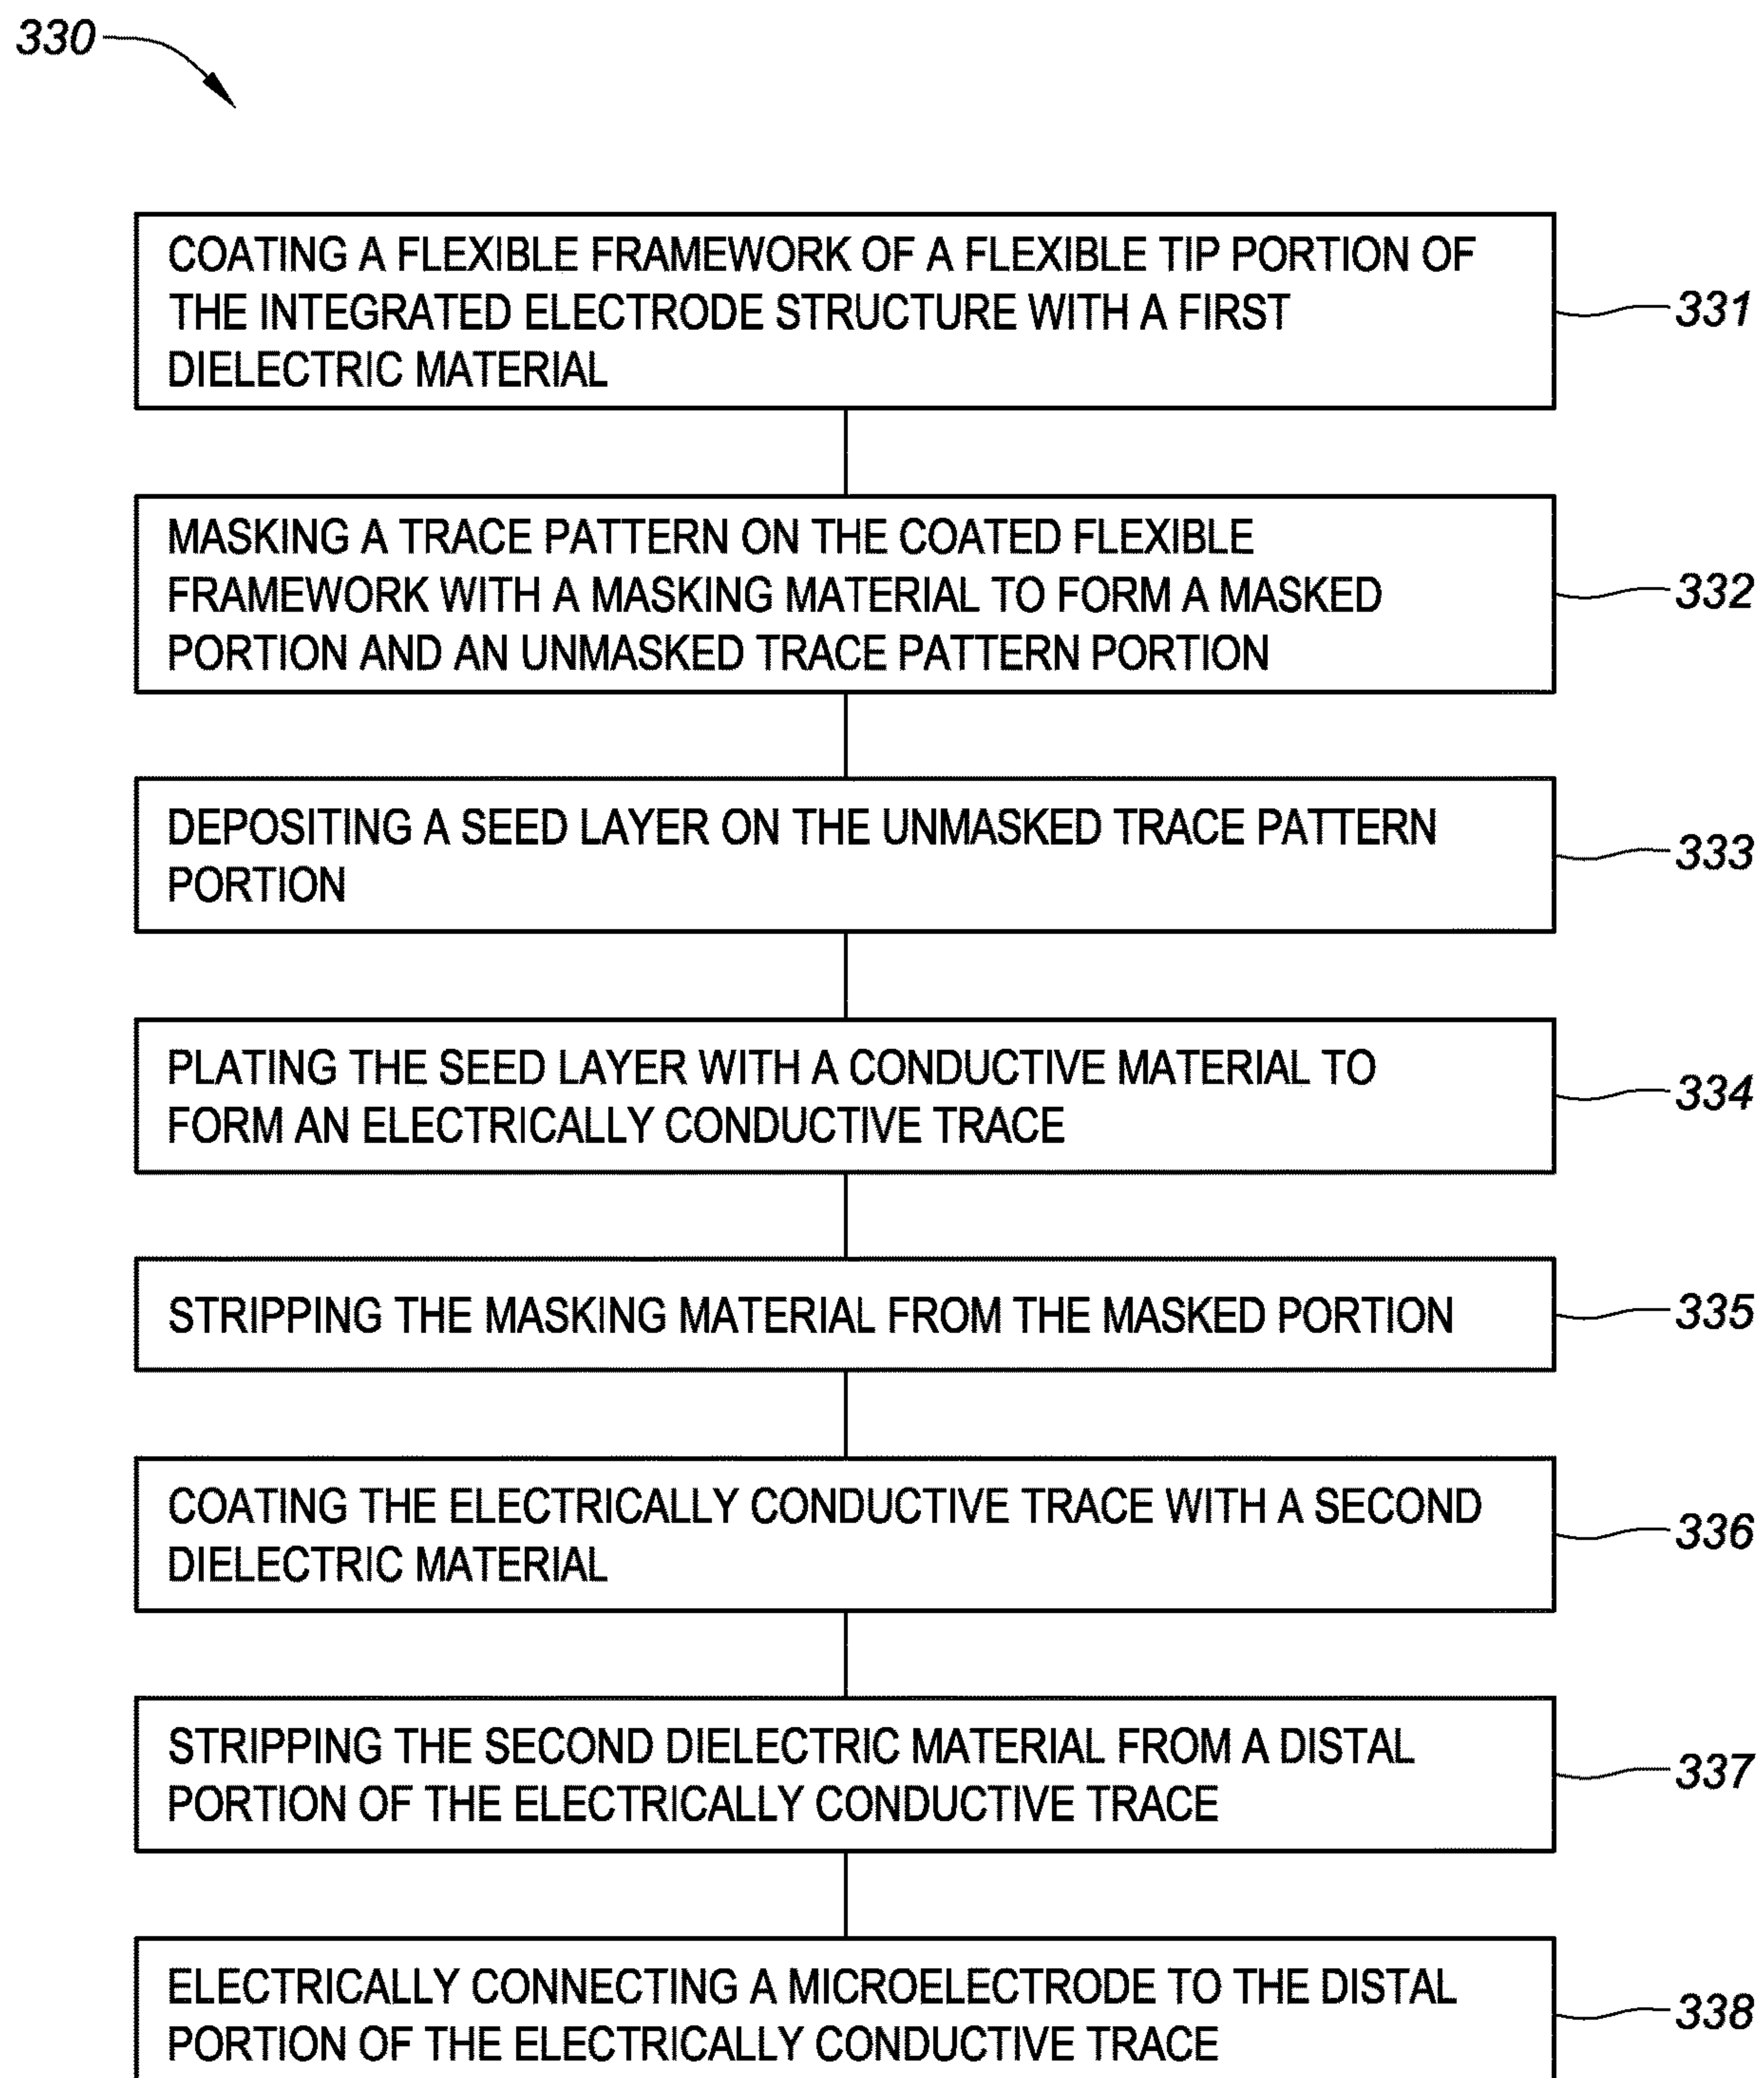 330
COATING A FLEXIBLE FRAMEWORK OF A FLEXIBLE TIP PORTION OF
THE INTEGRATED ELECTRODE STRUCTURE WITH A FIRST
DIELECTRIC MATERIAL
331
MASKING A TRACE PATTERN ON THE COATED FLEXIBLE
FRAMEWORK WITH A MASKING MATERIAL TO FORM A MASKED
PORTION AND AN UNMASKED TRACE PATTERN PORTION
332
DEPOSITING A SEED LAYER ON THE UNMASKED TRACE PATTERN
PORTION
333
PLATING THE SEED LAYER WITH A CONDUCTIVE MATERIAL TO
FORM AN ELECTRICALLY CONDUCTIVE TRACE
334
STRIPPING THE MASKING MATERIAL FROM THE MASKED PORTION
335
COATING THE ELECTRICALLY CONDUCTIVE TRACE WITH A SECOND
DIELECTRIC MATERIAL
336
STRIPPING THE SECOND DIELECTRIC MATERIAL FROM A DISTAL
PORTION OF THE ELECTRICALLY CONDUCTIVE TRACE
337
ELECTRICALLY CONNECTING A MICROELECTRODE TO THE DISTAL
PORTION OF THE ELECTRICALLY CONDUCTIVE TRACE
338